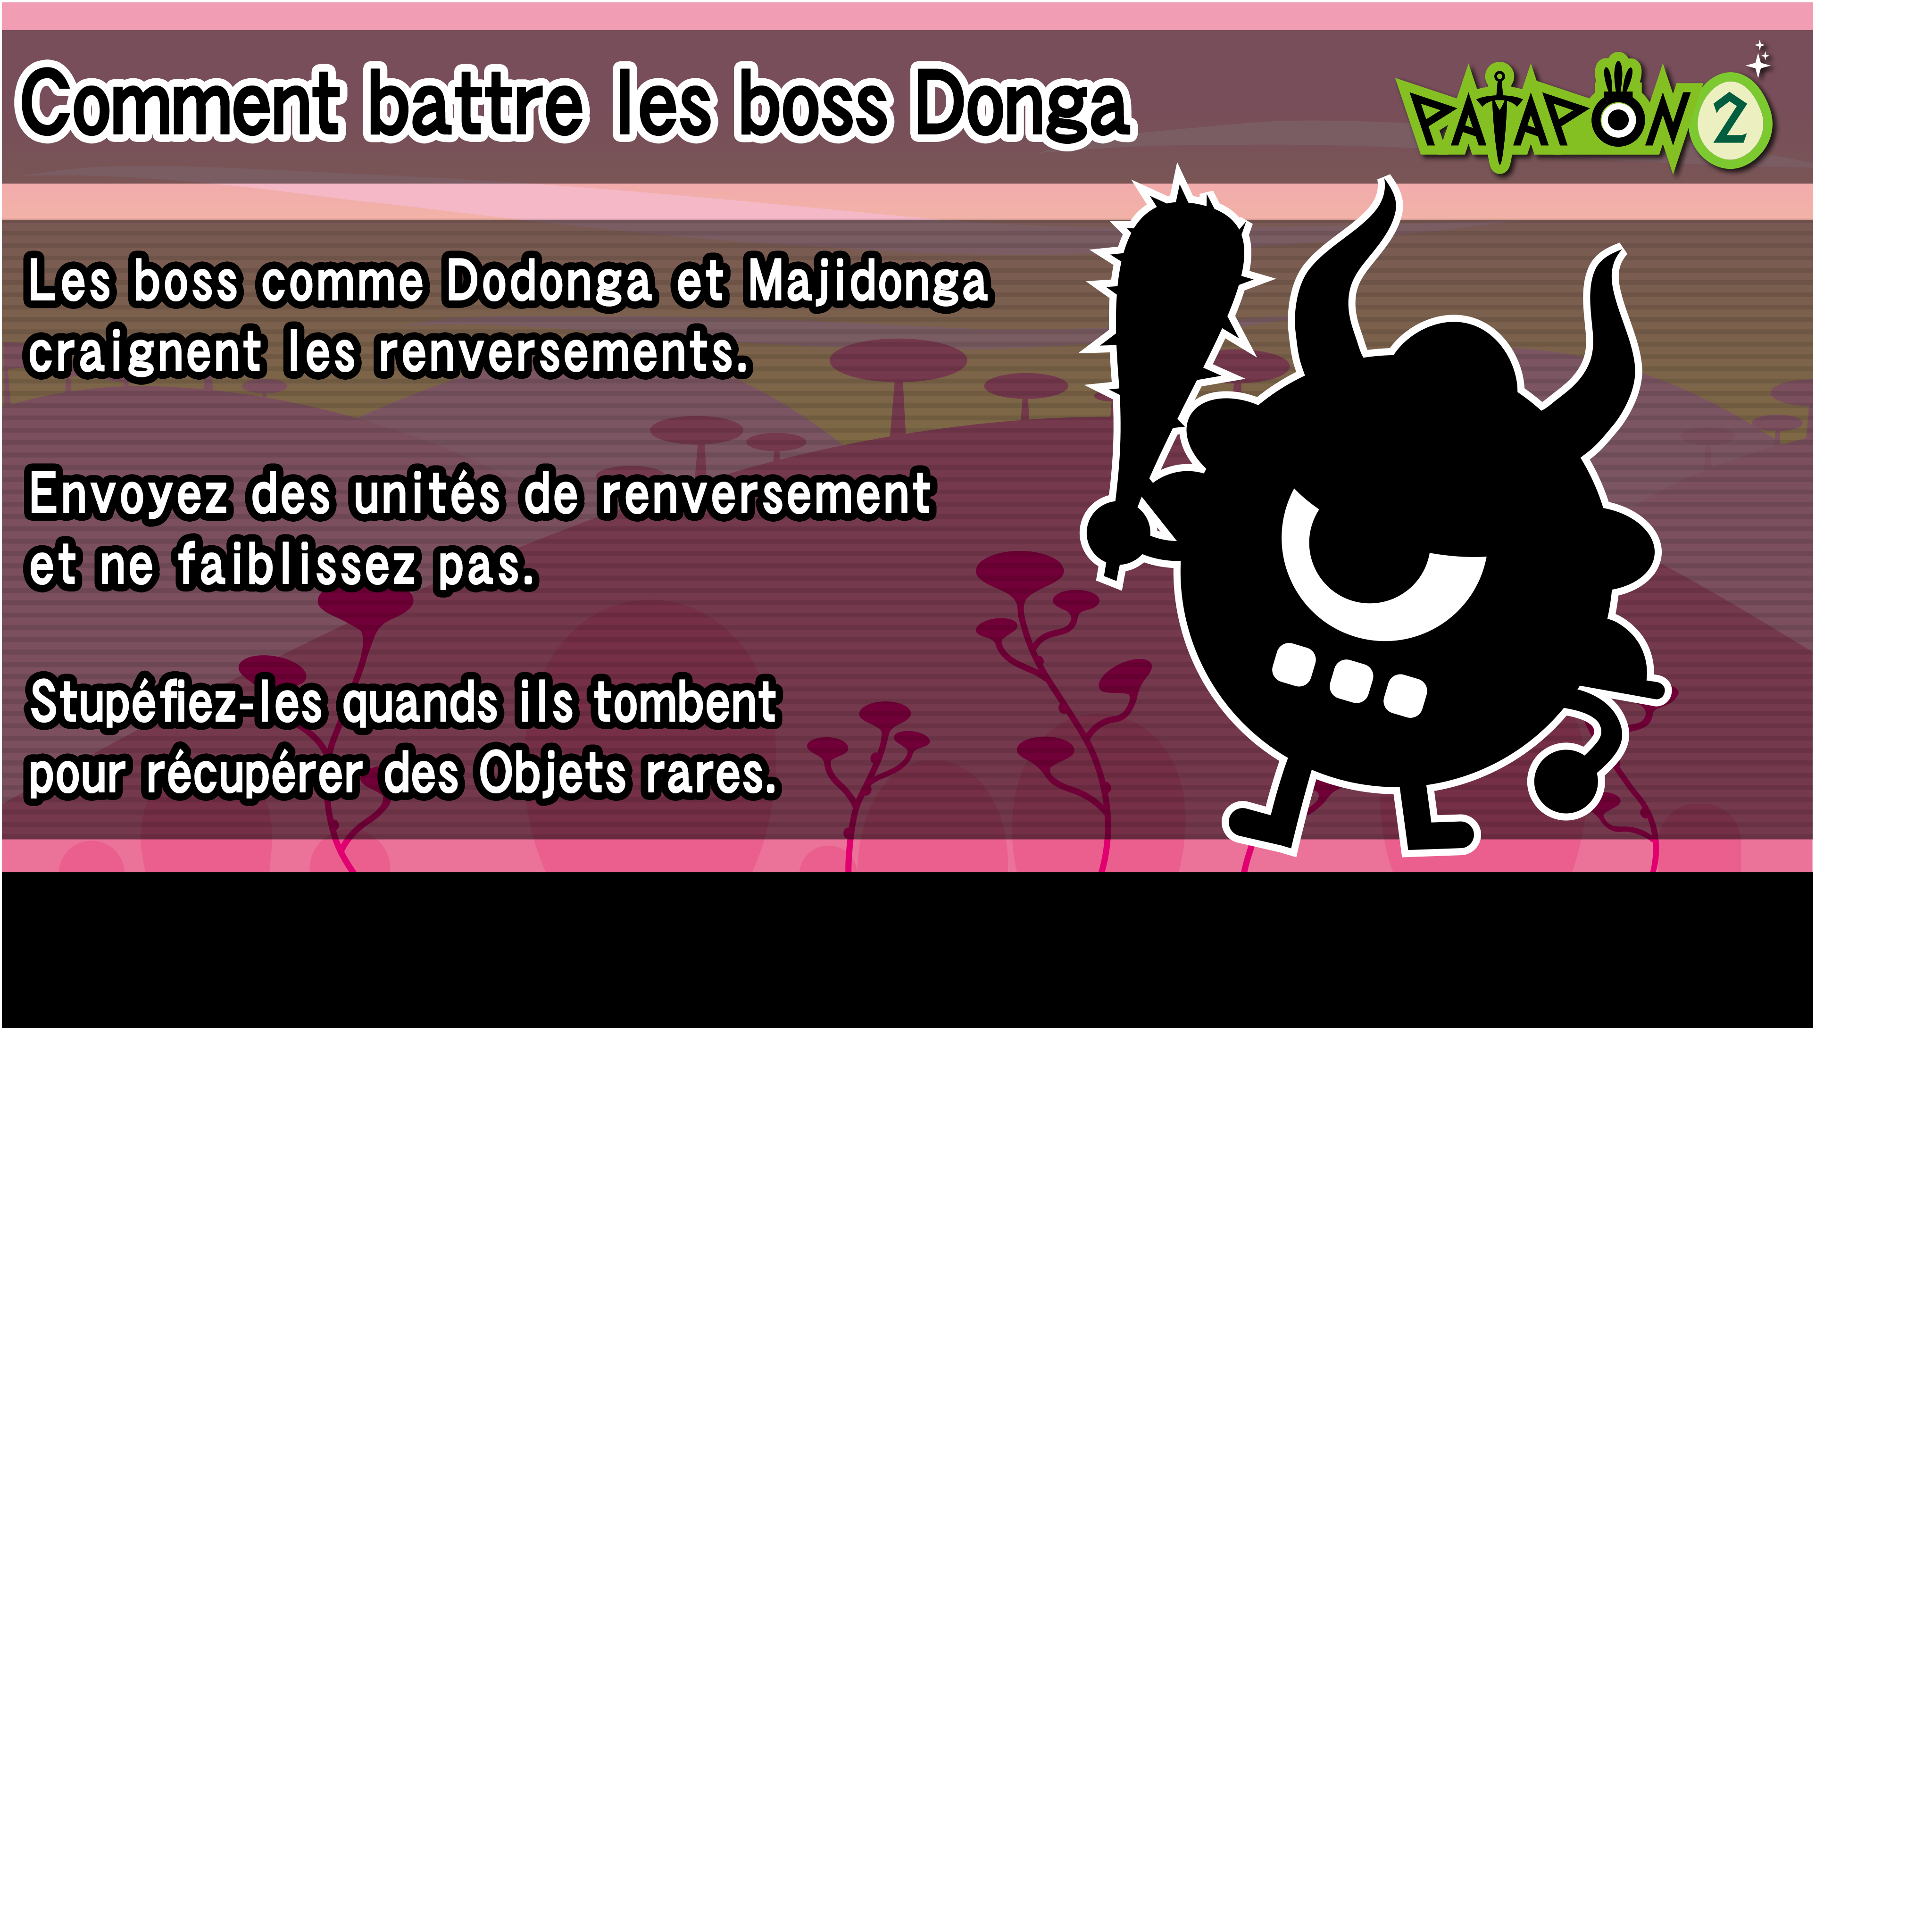 Comment battre les boss Donga
PATAPON 2
Les boss comme Dodonga et Majidonga
craignent les renversements.
Envoyez des unités de renversement
et ne faiblissez pas.
Stupéfiez-les quands ils tombent
pour récupérer des Objets rares.